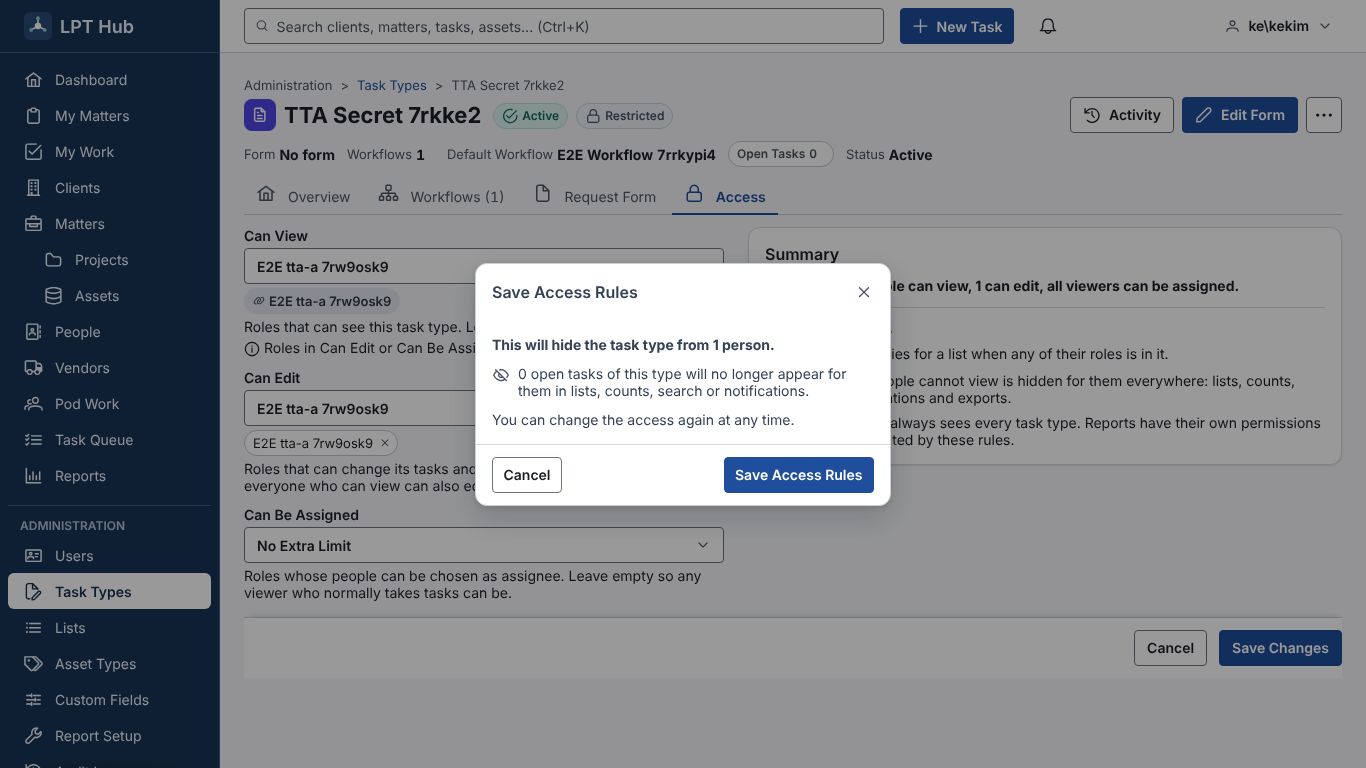 LPT Hub
Search clients, matters, tasks, assets... (Ctrl+K)
New Task
ke\kekim
Dashboard
My Matters
My Work
Clients
Matters
Projects
Assets
People
Vendors
Pod Work
Task Queue
Reports
ADMINISTRATION
Users
Task Types
Lists
Asset Types
Custom Fields
Report Setup
Administration > Task Types > TTA Secret 7rkke2
TTA Secret 7rkke2
Active
Restricted
Activity
Edit Form
Form No form Workflows 1 Default Workflow E2E Workflow 7rrkypi4 Open Tasks 0 Status Active
Overview
Workflows (1)
Request Form
Access
Can View
E2E tta-a 7rw9osk9
E2E tta-a 7rw9osk9
Roles that can see this task type.
Roles in Can Edit or Can Be
Can Edit
E2E tta-a 7rw9osk9
E2E tta-a 7rw9osk9
Roles that can change its tasks and
everyone who can view can also
Can Be Assigned
No Extra Limit
Roles whose people can be chosen as assignee. Leave empty so any
viewer who normally takes tasks can be.
Summary
can view, 1 can edit, all viewers can be assigned.
for a list when any of their roles is in it.
cannot view is hidden for them everywhere: lists, counts,
and exports.
always sees every task type. Reports have their own permissions
by these rules.
Save Access Rules
This will hide the task type from 1 person.
0 open tasks of this type will no longer appear for
them in lists, counts, search or notifications.
You can change the access again at any time.
Cancel
Save Access Rules
Cancel
Save Changes